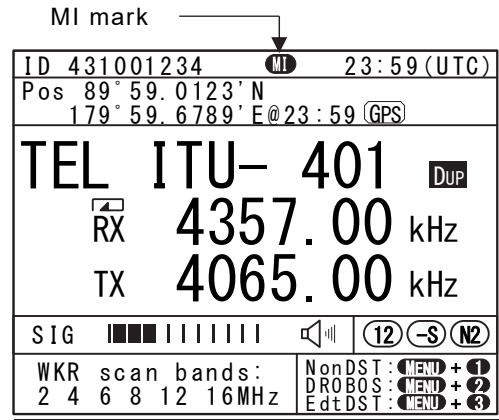 MI mark
ID 431001234 MI 23:59(UTC)
Pos 89°59.0123'N
179°59.6789'E@23:59 GPS
TEL ITU- 401 DUP
RX 4357.00 kHz
TX 4065.00 kHz
SIG 12 -S N2
WKR scan bands:
2 4 6 8 12 16MHz
NonDST:MENU+1
DROBOS:MENU+2
EdtDST:MENU+3